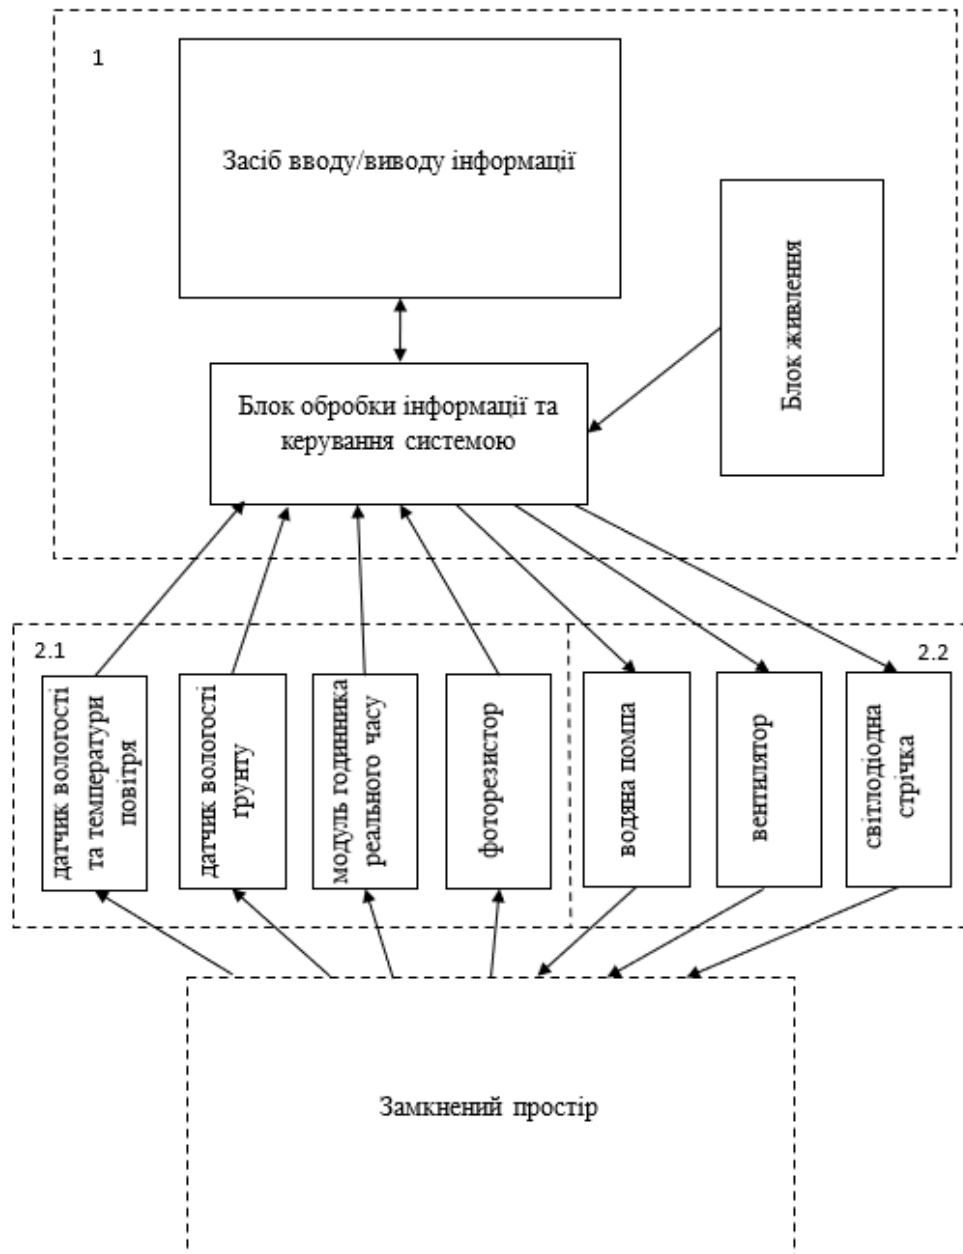 1
Засіб вводу/виводу інформації
Блок живлення
Блок обробки інформації та
керування системою
2.1
2.2
датчик вологості
та температури
повітря
датчик вологості
ґрунту
модуль годинника
реального часу
фоторезистор
водяна помпа
вентилятор
світлодіодна
стрічка
Замкнений простір